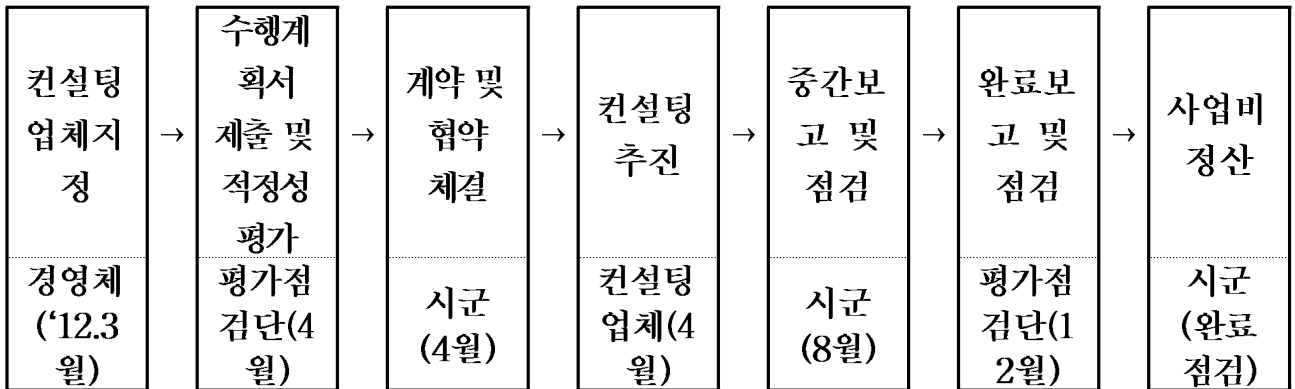 컨설팅
업체지
정
경영체
(‘12.3
월)
→
수행계
획서
제출 및
적정성
평가
평가점
검단(4
월)
→
계약 및
협약
체결
시군
(4월)
→
컨설팅
추진
컨설팅
업체(4
월)
→
중간보
고 및
점검
시군
(8월)
→
완료보
고 및
점검
평가점
검단(1
2월)
→
사업비
정산
시군
(완료
점검)